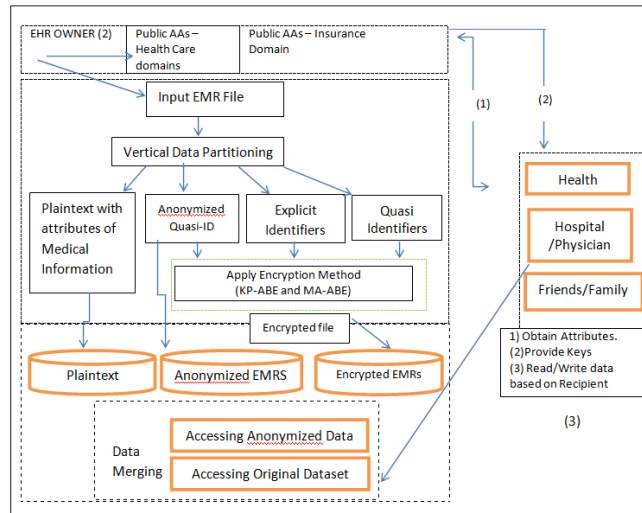 EHR OWNER (2)
Public AAs –
Health Care
domains
Public AAs – Insurance
Domain
Input EMR File
(1)
(2)
Vertical Data Partitioning
Plaintext with
attributes of
Medical
Information
Anonymized
Quasi-ID
Explicit
Identifiers
Quasi
Identifiers
Apply Encryption Method
(KP-ABE and MA-ABE)
Encrypted file
Health
Hospital
/Physician
Friends/Family
1) Obtain Attributes.
(2)Provide Keys
(3) Read/Write data
based on Recipient
(3)
Plaintext
Anonymized EMRS
Encrypted EMRs
Data
Merging
Accessing Anonymized Data
Accessing Original Dataset